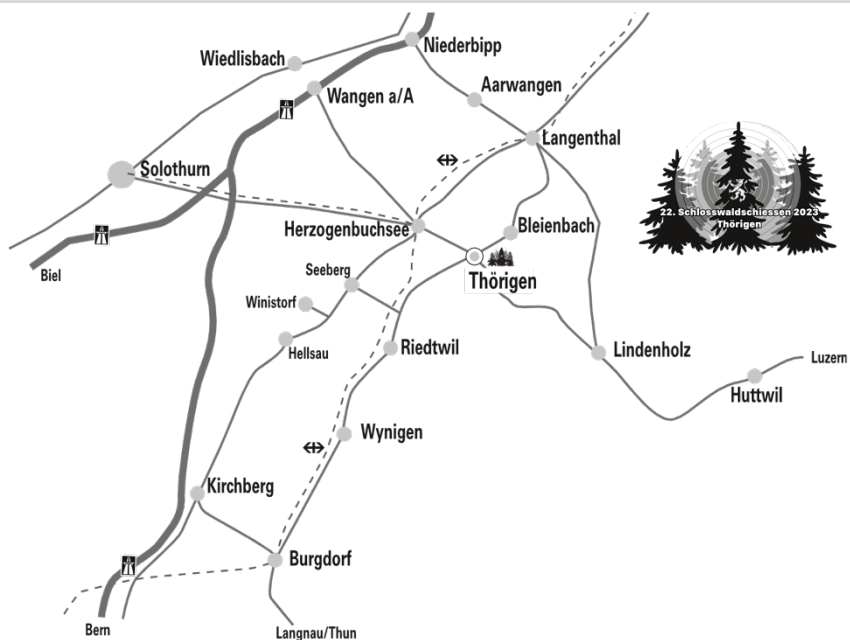 Niederbipp
Wiedlisbach
Aarwangen
Wangen a/A
Langenthal
Solothurn
22. Schlosswaldschiessen 2023
Thörigen
Herzogenbuchsee
Bleienbach
Biel
Seeberg
Thörigen
Winistorf
Hellsau
Riedtwil
Lindenholz
Luzern
Huttwil
Wynigen
Kirchberg
Burgdorf
Bern
Langnau/Thun